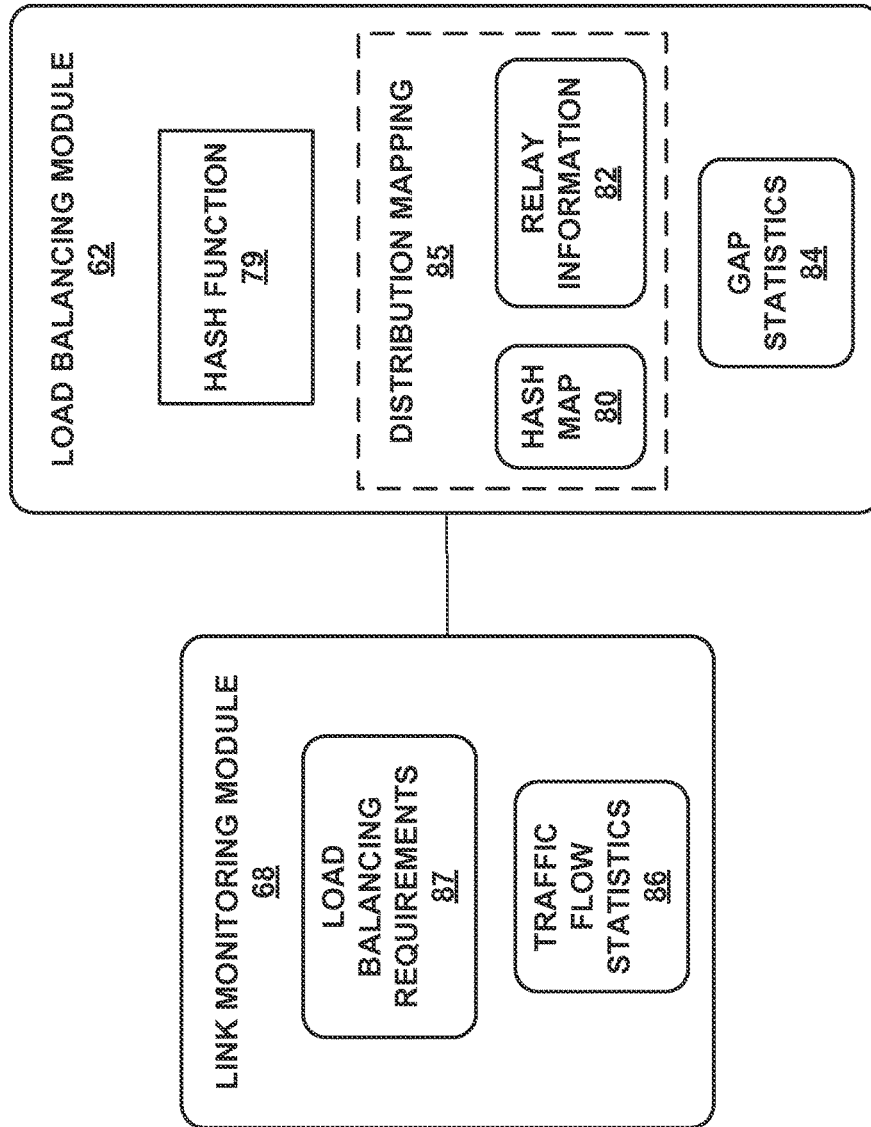 LINK MONITORING MODULE
68
LOAD
BALANCING
REQUIREMENTS
87
TRAFFIC
FLOW
STATISTICS
86
LOAD BALANCING MODULE
62
HASH FUNCTION
79
DISTRIBUTION MAPPING
85
HASH
MAP
80
RELAY
INFORMATION
82
GAP
STATISTICS
84